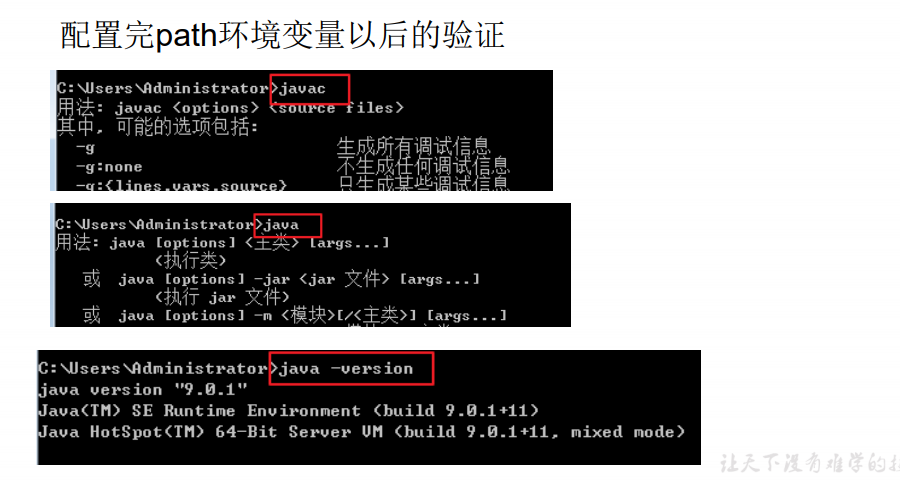 配置完path环境变量以后的验证
C:\Users\Administrator>javac
用法: javac <options> <source files>
其中, 可能的选项包括:
-g 生成所有调试信息
-g:none 不生成任何调试信息
-g:{lines,vars,source} 只生成某些调试信息
C:\Users\Administrator>java
用法: java [options] <主类> [args...]
<执行类>
或 java [options] -jar <jar 文件> [args...]
<执行 jar 文件>
或 java [options] -m <模块>[/<主类>] [args...]
C:\Users\Administrator>java -version
java version "9.0.1"
Java(TM) SE Runtime Environment (build 9.0.1+11)
Java HotSpot(TM) 64-Bit Server VM (build 9.0.1+11, mixed mode)
让天下没有难学的